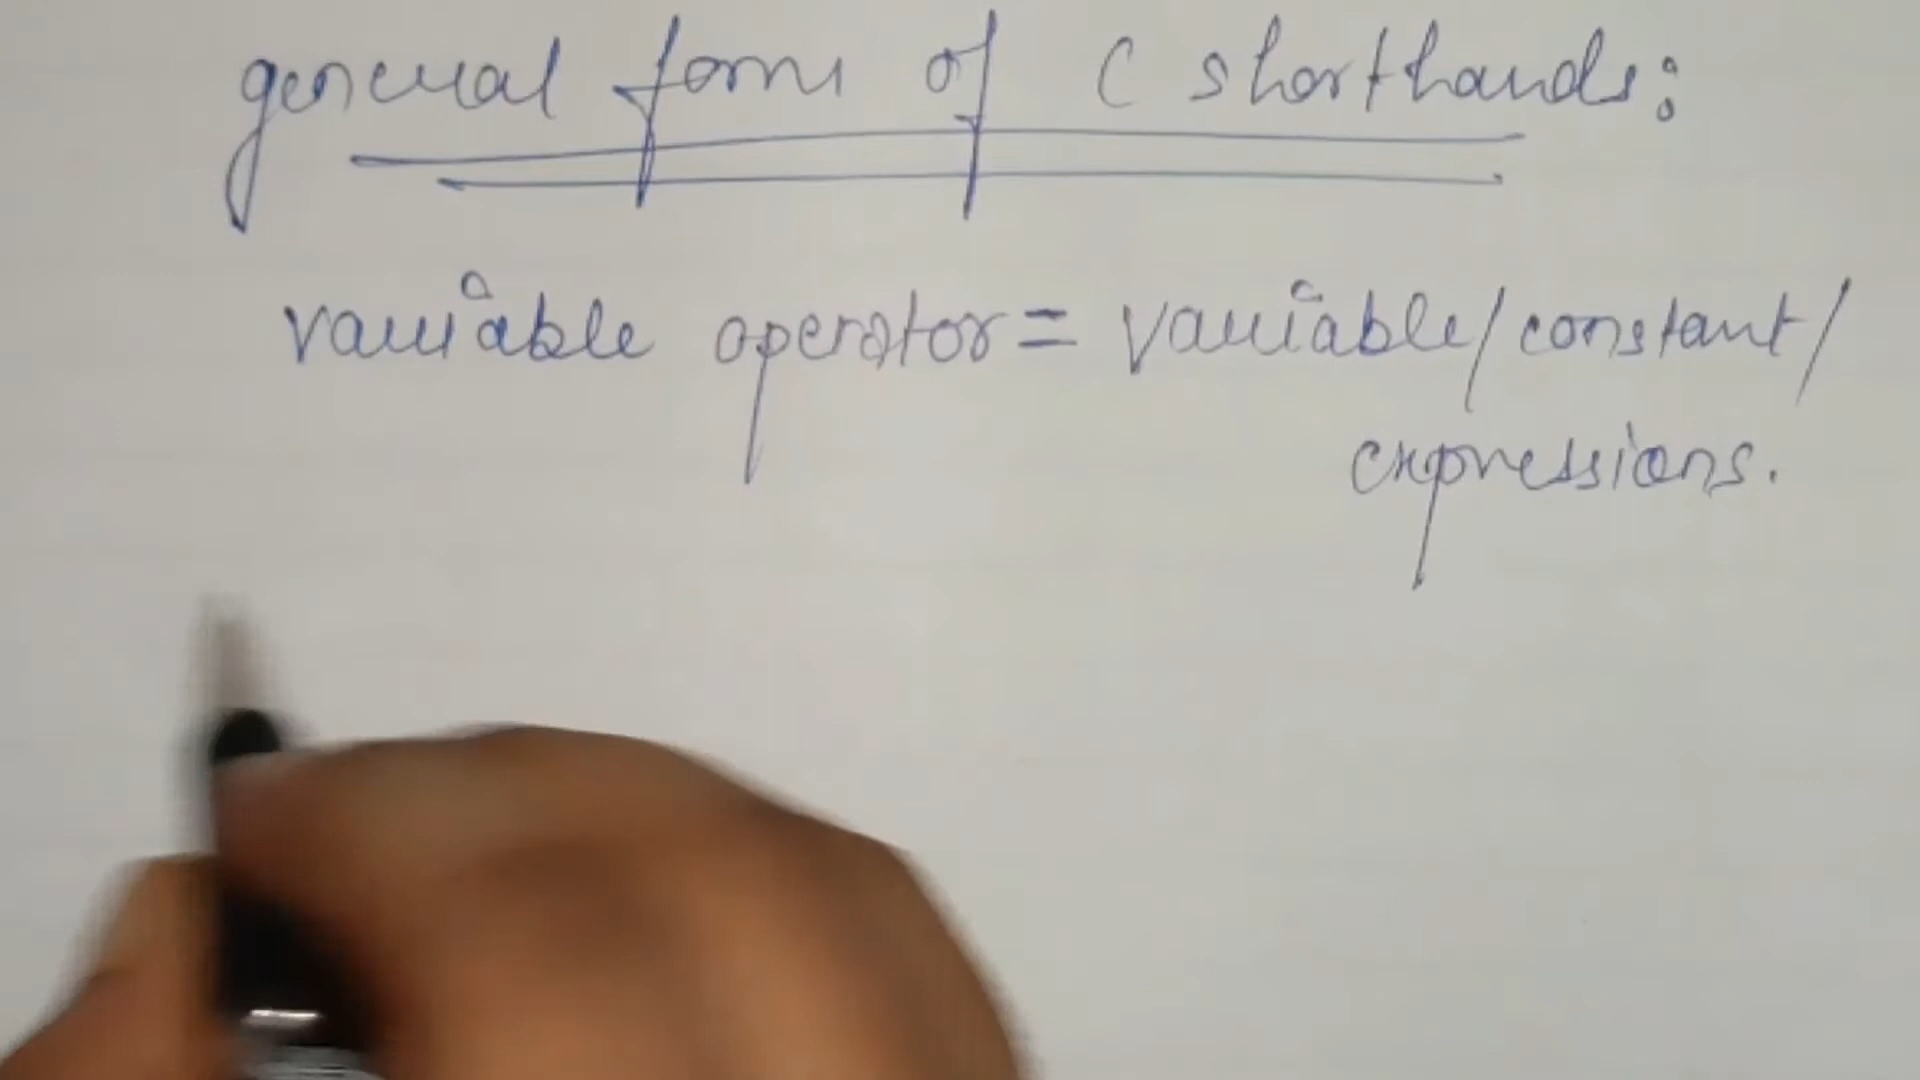 general form of C shorthands:
variable operator = variable/constant/
expressions.